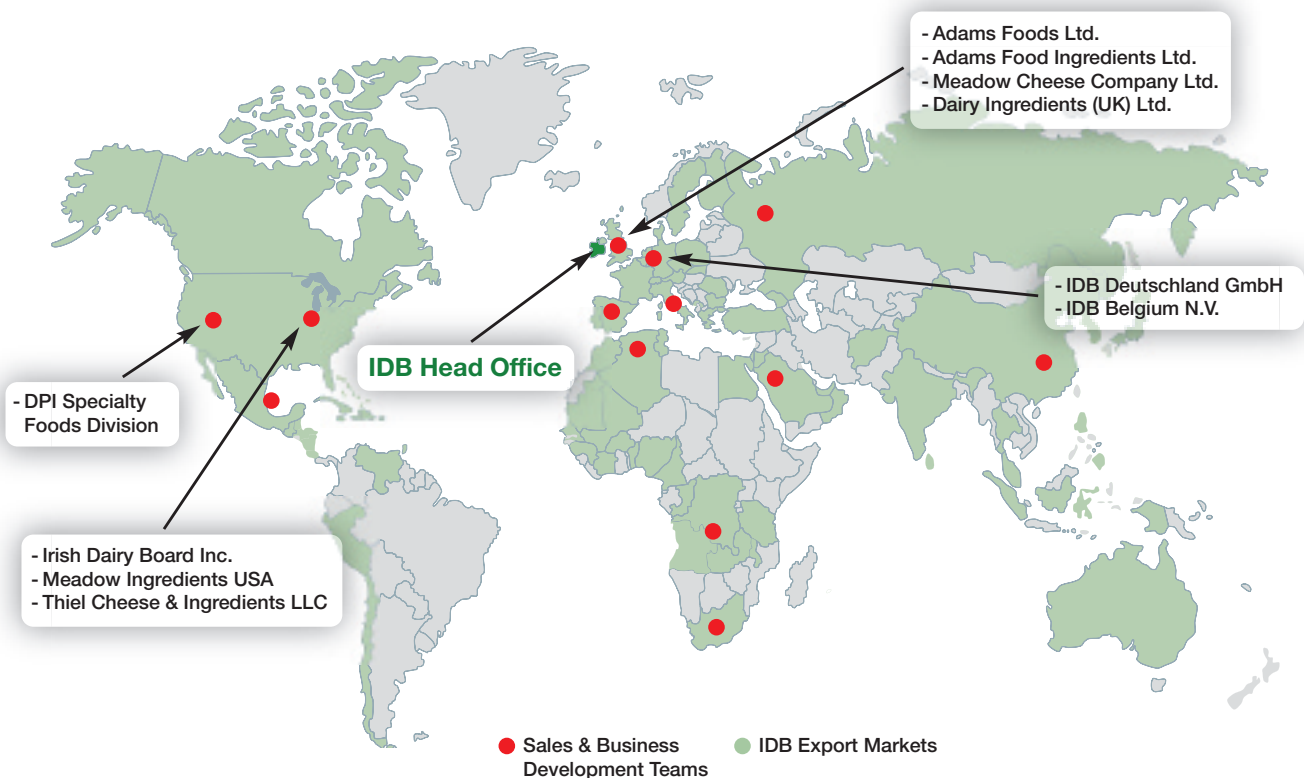 - Adams Foods Ltd.
- Adams Food Ingredients Ltd.
- Meadow Cheese Company Ltd.
- Dairy Ingredients (UK) Ltd.
- IDB Deutschland GmbH
- IDB Belgium N.V.
IDB Head Office
- DPI Specialty
Foods Division
- Irish Dairy Board Inc.
- Meadow Ingredients USA
- Thiel Cheese & Ingredients LLC
Sales & Business
Development Teams
IDB Export Markets